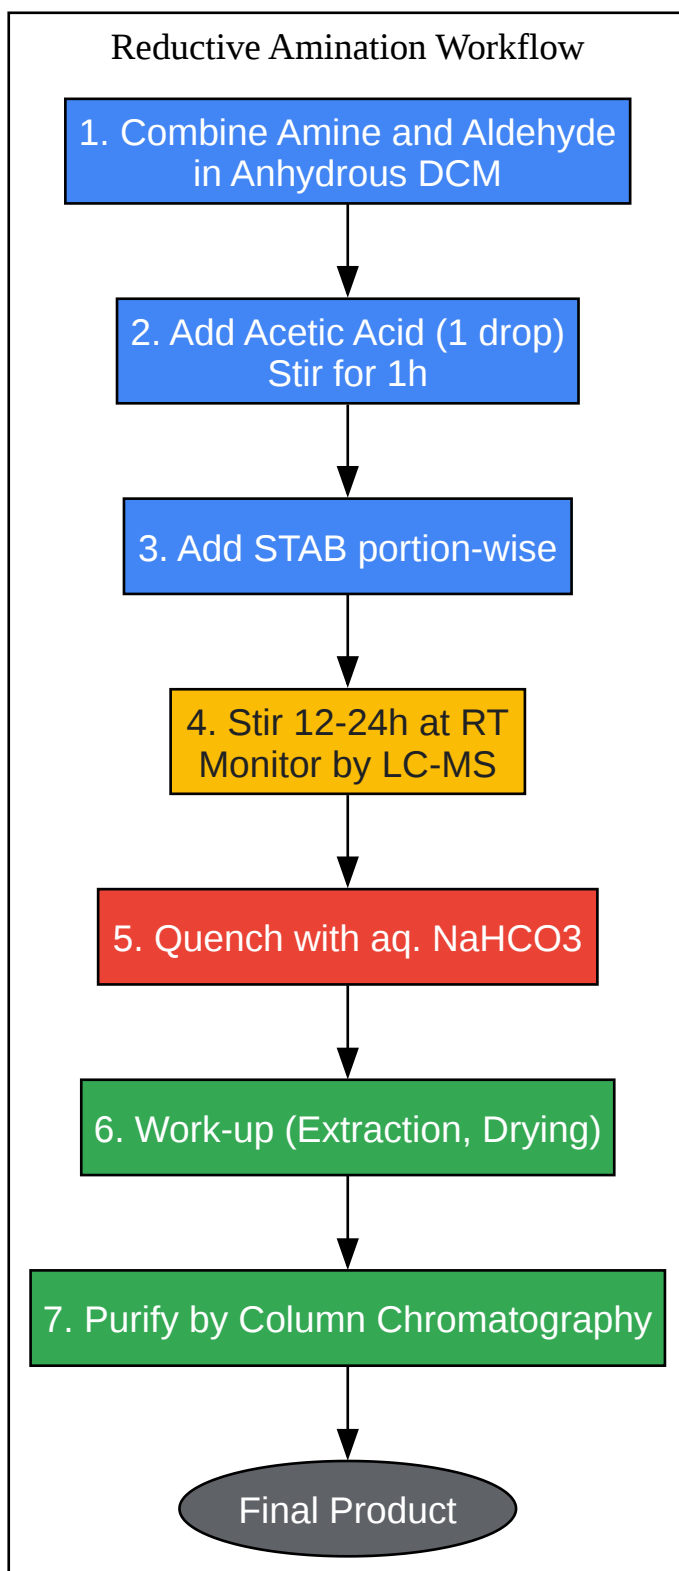 Reductive Amination Workflow
1. Combine Amine and Aldehyde
in Anhydrous DCM
2. Add Acetic Acid (1 drop)
Stir for 1h
3. Add STAB portion-wise
4. Stir 12-24h at RT
Monitor by LC-MS
5. Quench with aq. NaHCO3
6. Work-up (Extraction, Drying)
7. Purify by Column Chromatography
Final Product